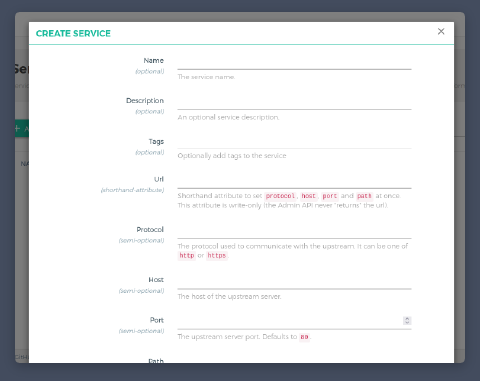 CREATE SERVICE
Name
(optional)
The service name.
Description
(optional)
An optional service description.
Tags
(optional)
Optionally add tags to the service
Url
(shorthand-attribute)
Shorthand attribute to set protocol, host, port and path at once.
This attribute is write-only (the Admin API never "returns" the url).
Protocol
(semi-optional)
The protocol used to communicate with the upstream. It can be one of
http or https.
Host
(semi-optional)
The host of the upstream server.
Port
(semi-optional)
The upstream server port. Defaults to 80.
Path